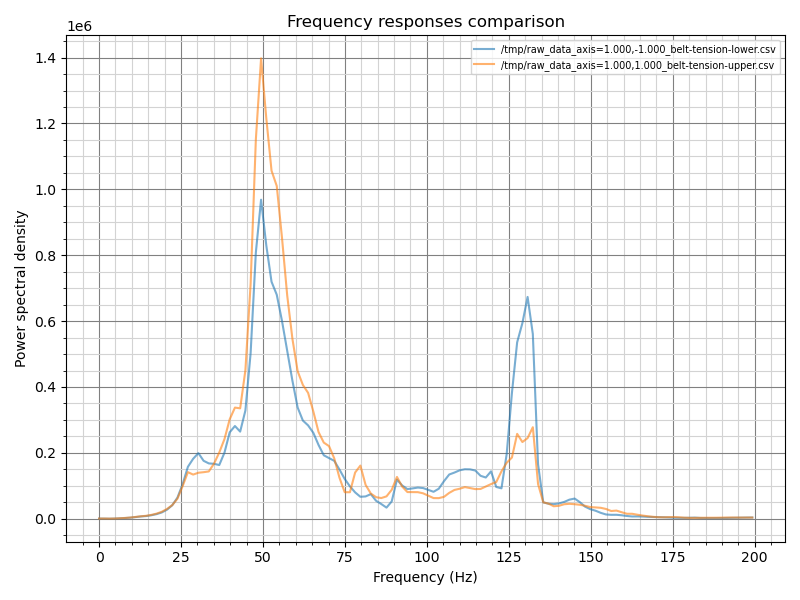 Frequency responses comparison
1e6
/tmp/raw_data_axis=1.000,-1.000_belt-tension-lower.csv
/tmp/raw_data_axis=1.000,1.000_belt-tension-upper.csv
Power spectral density
1.4
1.2
1.0
0.8
0.6
0.4
0.2
0.0
0 25 50 75 100 125 150 175 200
Frequency (Hz)